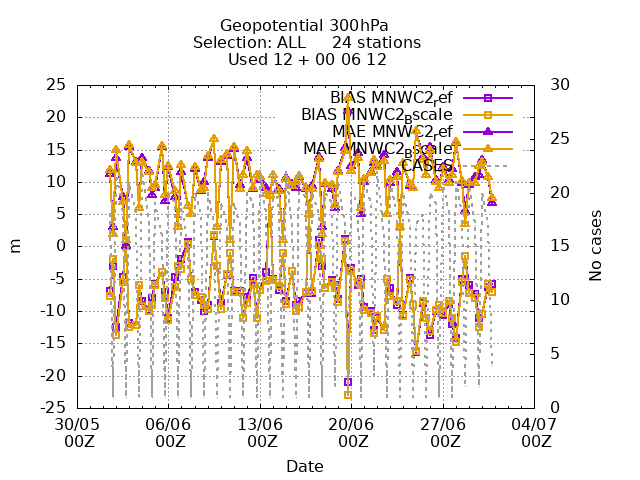 Geopotential 300hPa
Selection: ALL 24 stations
Used 12 + 00 06 12
BIAS MNWC2_ref
BIAS MNWC2_Bscale
MAE MNWC2_ref
MAE MNWC2_Bscale
CASES
25
20
15
10
5
0
-5
-10
-15
-20
-25
m
30
25
20
15
10
5
0
No cases
30/05 06/06 13/06 20/06 27/06 04/07
00Z 00Z 00Z 00Z 00Z 00Z
Date